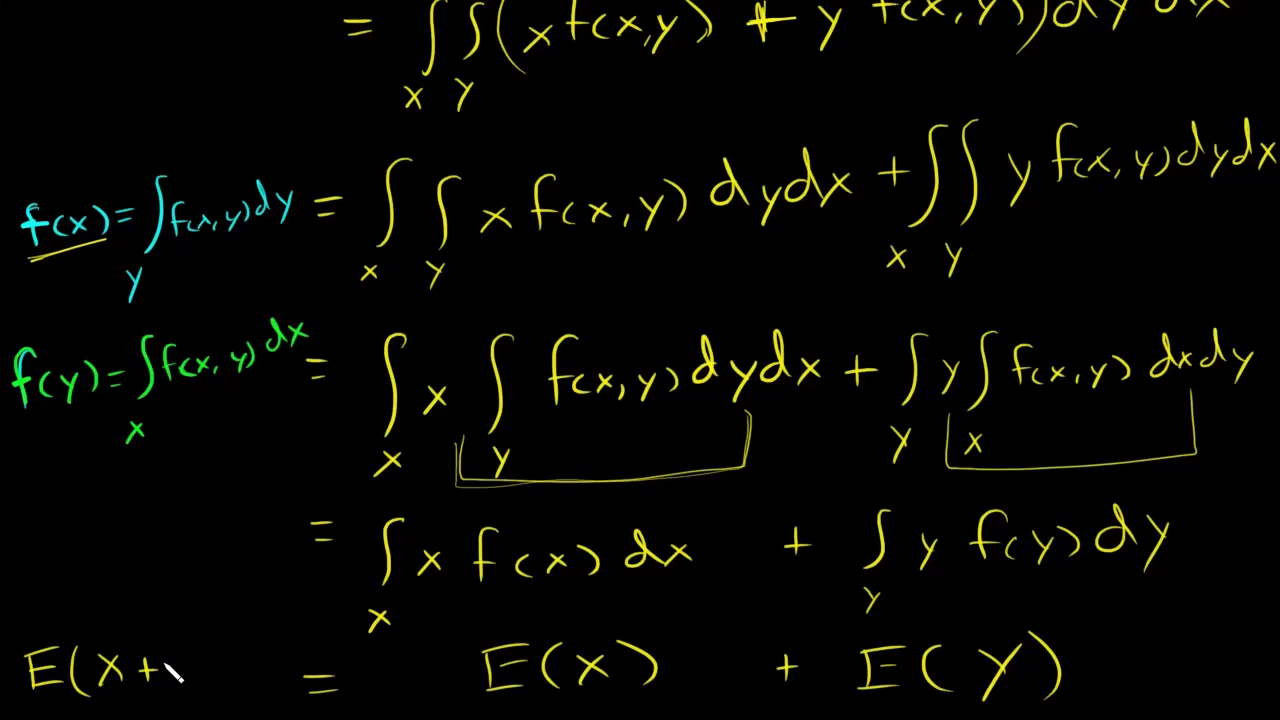 = ∫∫(x f(x,y) + y f(x,y)) dy dx
x y
f(x) = ∫ f(x,y) dy
y
= ∫ ∫ x f(x,y) dy dx + ∫∫ y f(x,y) dy dx
x y x y
f(y) = ∫ f(x,y) dx
x
= ∫ x ∫ f(x,y) dy dx + ∫ y ∫ f(x,y) dx dy
x y y x
= ∫ x f(x) dx + ∫ y f(y) dy
x y
E(X + = E(X) + E(Y)